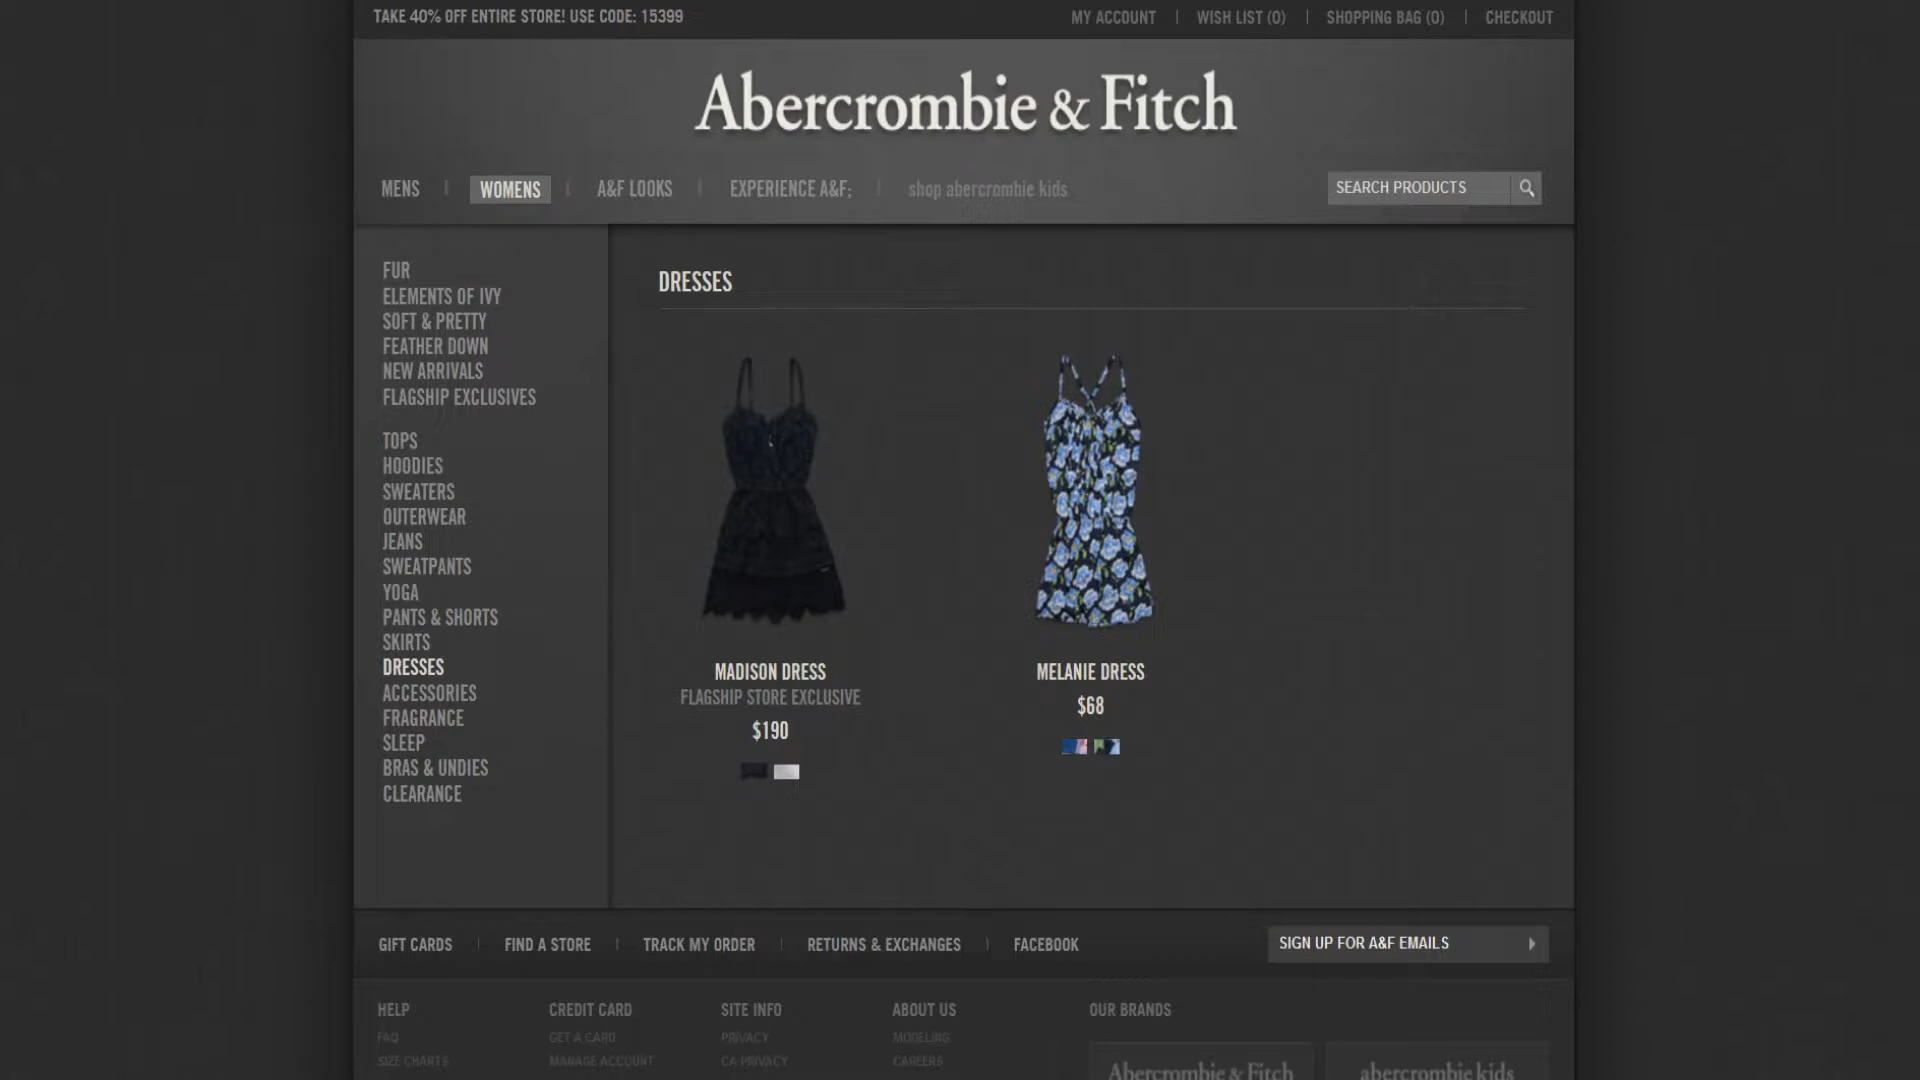 TAKE 40% OFF ENTIRE STORE! USE CODE: 15399
MY ACCOUNT | WISH LIST (0) | SHOPPING BAG (0) | CHECKOUT
Abercrombie & Fitch
MENS | WOMENS | A&F LOOKS | EXPERIENCE A&F; | shop abercrombie kids
SEARCH PRODUCTS
FUR
ELEMENTS OF IVY
SOFT & PRETTY
FEATHER DOWN
NEW ARRIVALS
FLAGSHIP EXCLUSIVES
TOPS
HOODIES
SWEATERS
OUTERWEAR
JEANS
SWEATPANTS
YOGA
PANTS & SHORTS
SKIRTS
DRESSES
ACCESSORIES
FRAGRANCE
SLEEP
BRAS & UNDIES
CLEARANCE
DRESSES
MADISON DRESS
FLAGSHIP STORE EXCLUSIVE
$190
MELANIE DRESS
$68
GIFT CARDS | FIND A STORE | TRACK MY ORDER | RETURNS & EXCHANGES | FACEBOOK
SIGN UP FOR A&F EMAILS
HELP
FAQ
SIZE CHARTS
CREDIT CARD
GET A CARD
MANAGE ACCOUNT
SITE INFO
PRIVACY
CA PRIVACY
ABOUT US
MODELING
CAREERS
OUR BRANDS
Abercrombie & Fitch
abercrombie kids